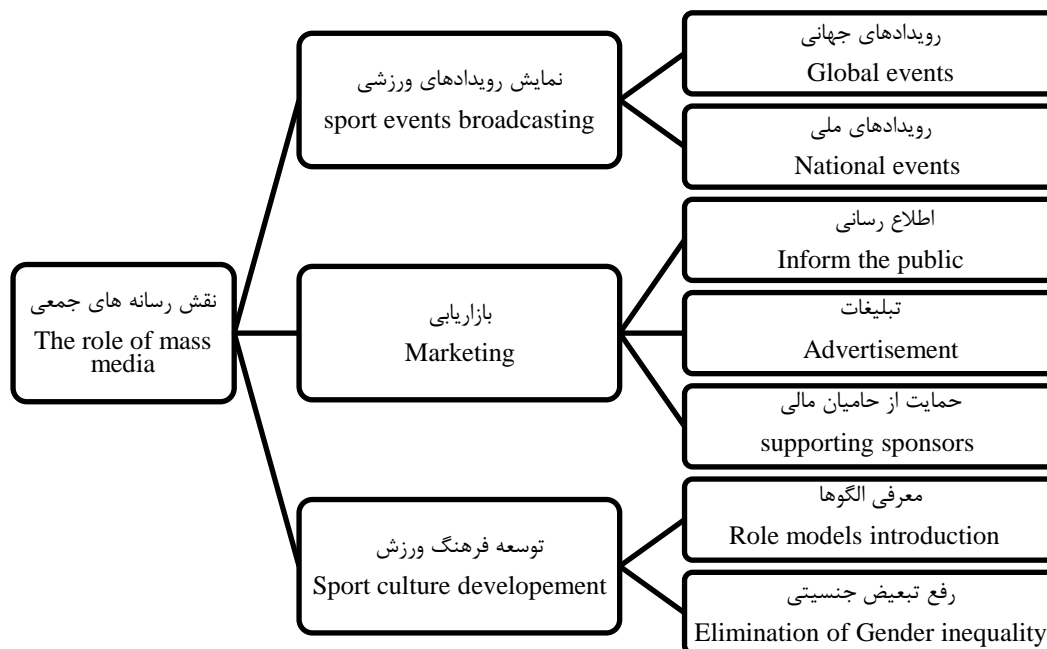 نقش رسانه های جمعی
The role of mass
media
نمایش رویدادهای ورزشی
sport events broadcasting
رویدادهای جهانی
Global events
رویدادهای ملی
National events
بازاریابی
Marketing
اطلاع رسانی
Inform the public
تبلیغات
Advertisement
حمایت از حامیان مالی
supporting sponsors
توسعه فرهنگ ورزش
Sport culture developement
معرفی الگوها
Role models introduction
رفع تبعیض جنسیتی
Elimination of Gender inequality